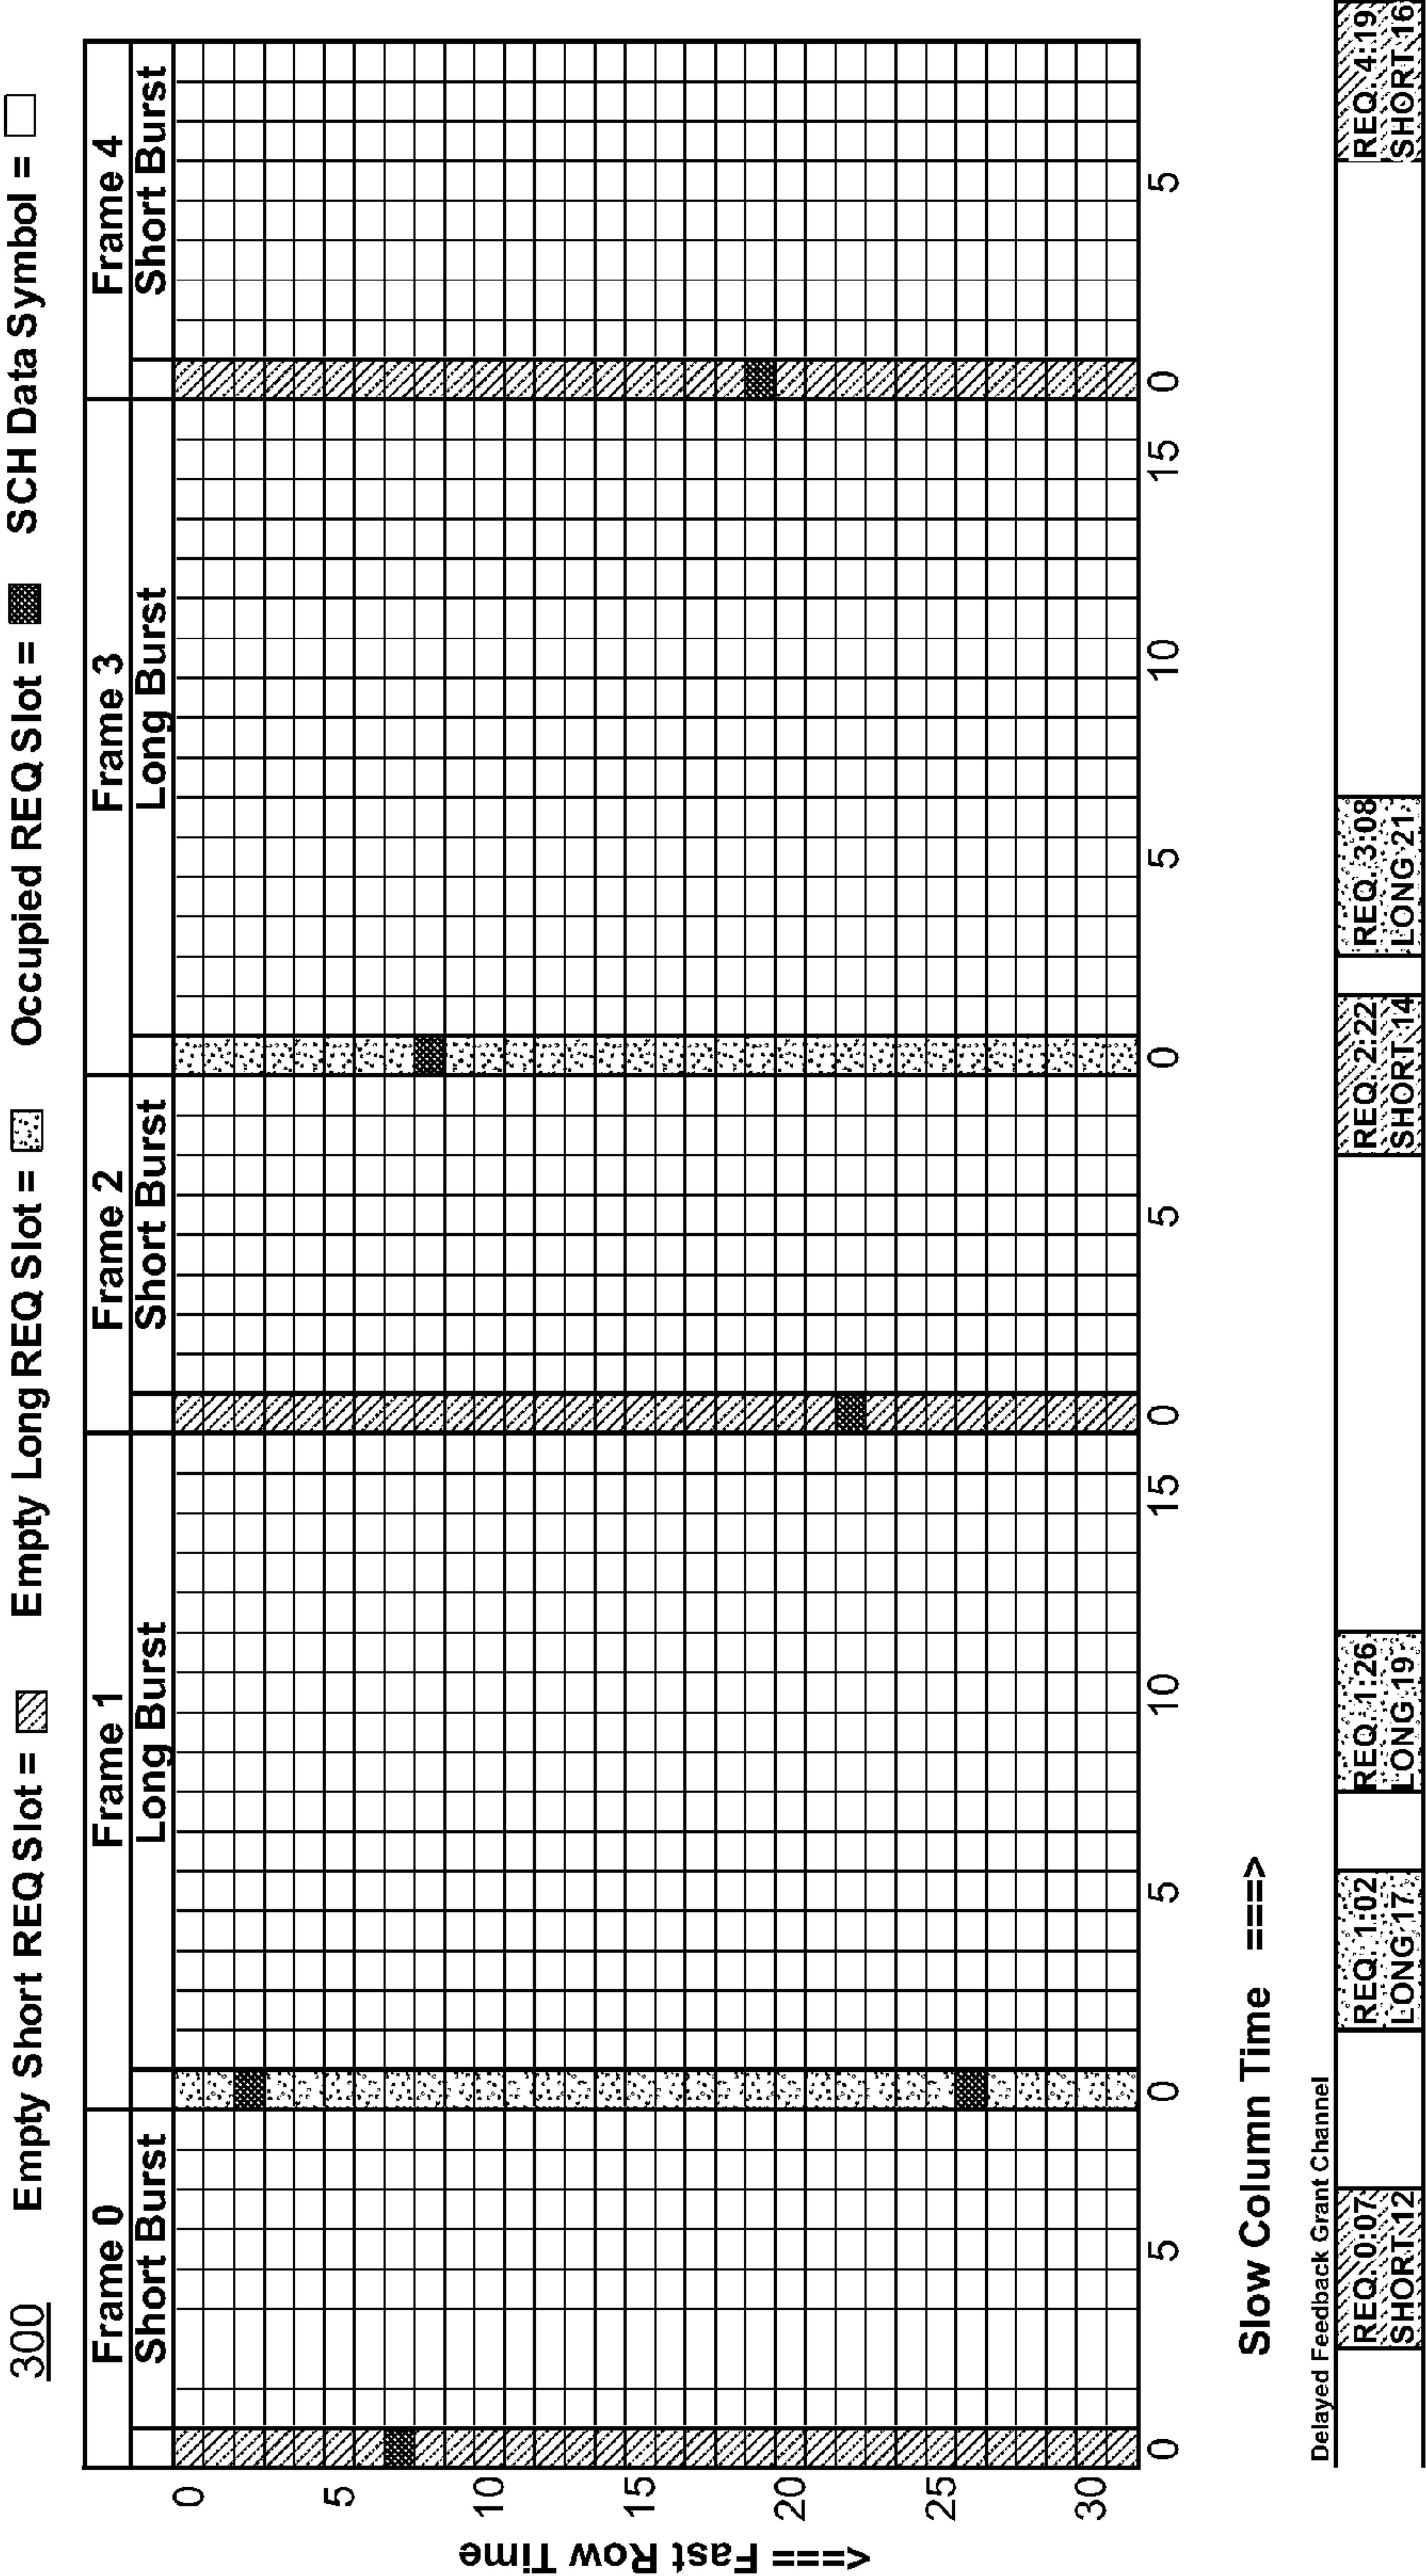 300 Empty Short REQ Slot = Empty Long REQ Slot = Occupied REQ Slot = SCH Data Symbol =
Frame 0 Frame 1 Frame 2 Frame 3 Frame 4
Short Burst Long Burst Short Burst Long Burst Short Burst
0
5
10
15
20
25
30
<=== Fast Row Time
0 5 0 5 10 15 0 5 0 5 10 15 0 5
Slow Column Time ===>
Delayed Feedback Grant Channel
REQ. 0:07 REQ. 1:02 REQ. 1:26 REQ. 2:22 REQ. 3:08 REQ. 4:19
SHORT 12 LONG 17 LONG 19 SHORT 14 LONG 21 SHORT 16